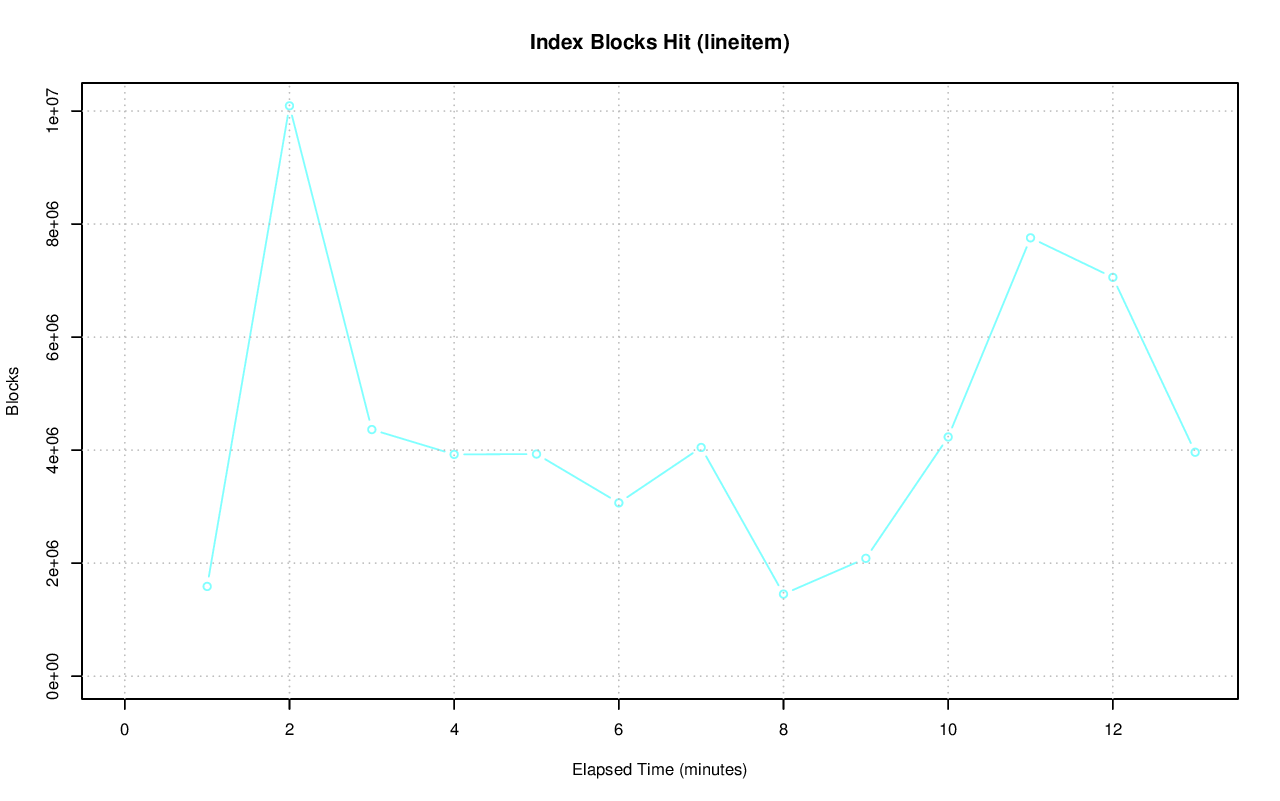 Index Blocks Hit (lineitem)
Blocks
1e+07
8e+06
6e+06
4e+06
2e+06
0e+00
0 2 4 6 8 10 12
Elapsed Time (minutes)